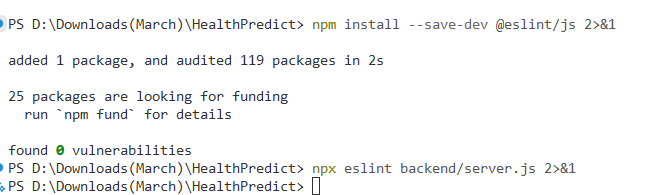 PS D:\Downloads(March)\HealthPredict> npm install --save-dev @eslint/js 2>&1
added 1 package, and audited 119 packages in 2s
25 packages are looking for funding
  run `npm fund` for details
found 0 vulnerabilities
PS D:\Downloads(March)\HealthPredict> npx eslint backend/server.js 2>&1
PS D:\Downloads(March)\HealthPredict>